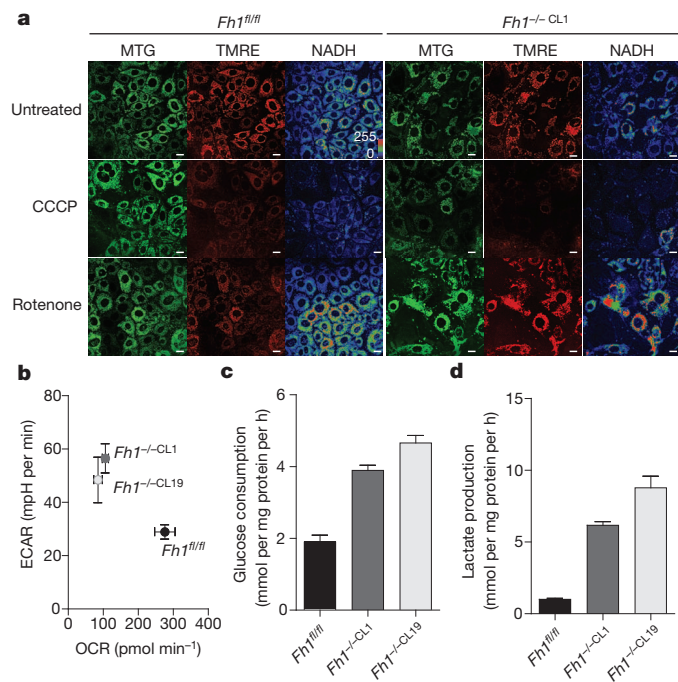 a
Fh1fl/fl
Fh1–/– CL1
MTG TMRE NADH MTG TMRE NADH
Untreated
255
0
CCCP
Rotenone
b
80
60
40
20
0
ECAR (mpH per min)
Fh1–/–CL1
Fh1–/–CL19
Fh1fl/fl
0 100 200 300 400
OCR (pmol min–1)
c
6
4
2
0
Glucose consumption
(mmol per mg protein per h)
Fh1fl/fl
Fh1–/–CL1
Fh1–/–CL19
d
15
10
5
0
Lactate production
(mmol per mg protein per h)
Fh1fl/fl
Fh1–/–CL1
Fh1–/–CL19